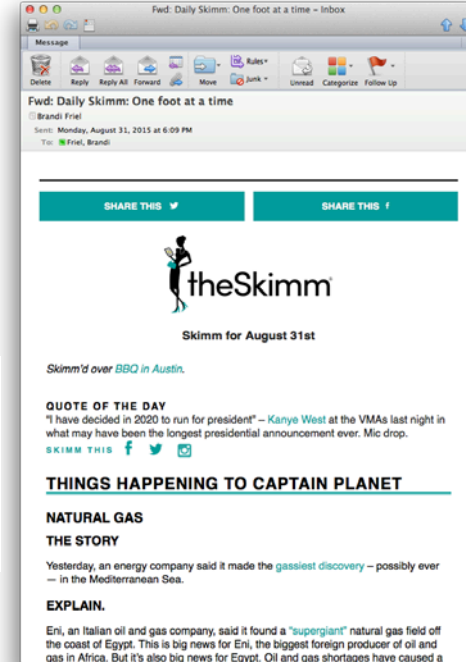 Fwd: Daily Skimm: One foot at a time – Inbox
Message
Delete Reply Reply All Forward Move Rules Junk Unread Categorize Follow Up
Fwd: Daily Skimm: One foot at a time
Brandi Friel
Sent: Monday, August 31, 2015 at 6:09 PM
To: Friel, Brandi
SHARE THIS SHARE THIS f
theSkimm
Skimm for August 31st
Skimm'd over BBQ in Austin.
QUOTE OF THE DAY
"I have decided in 2020 to run for president" – Kanye West at the VMAs last night in
what may have been the longest presidential announcement ever. Mic drop.
SKIMM THIS f
THINGS HAPPENING TO CAPTAIN PLANET
NATURAL GAS
THE STORY
Yesterday, an energy company said it made the gassiest discovery – possibly ever
— in the Mediterranean Sea.
EXPLAIN.
Eni, an Italian oil and gas company, said it found a "supergiant" natural gas field off
the coast of Egypt. This is big news for Eni, the biggest foreign producer of oil and
gas in Africa. But it's also big news for Egypt. Oil and gas shortages have caused a